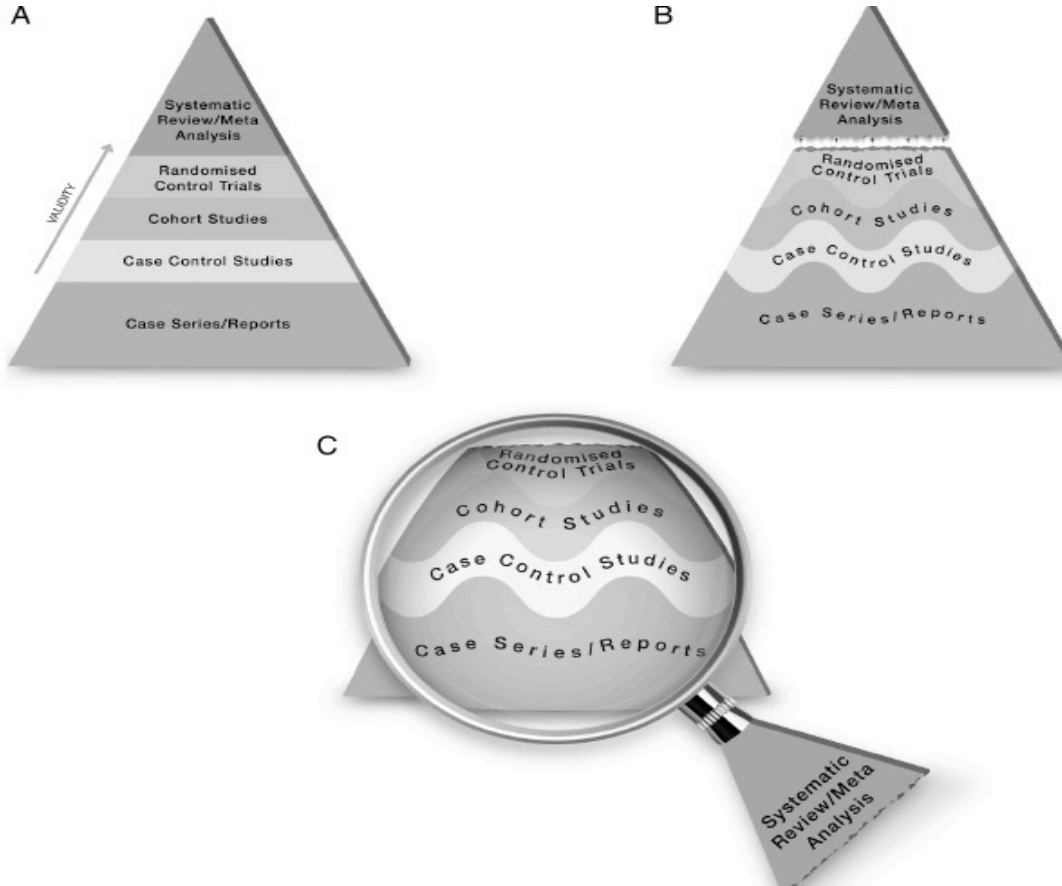 A
Systematic
Review/Meta
Analysis
Randomised
Control Trials
Cohort Studies
Case Control Studies
Case Series/Reports
VALIDITY
B
Systematic
Review/Meta
Analysis
Randomised
Control Trials
Cohort Studies
Case Control Studies
Case Series/Reports
C
Randomised
Control Trials
Cohort Studies
Case Control Studies
Case Series/Reports
Systematic
Review/Meta
Analysis